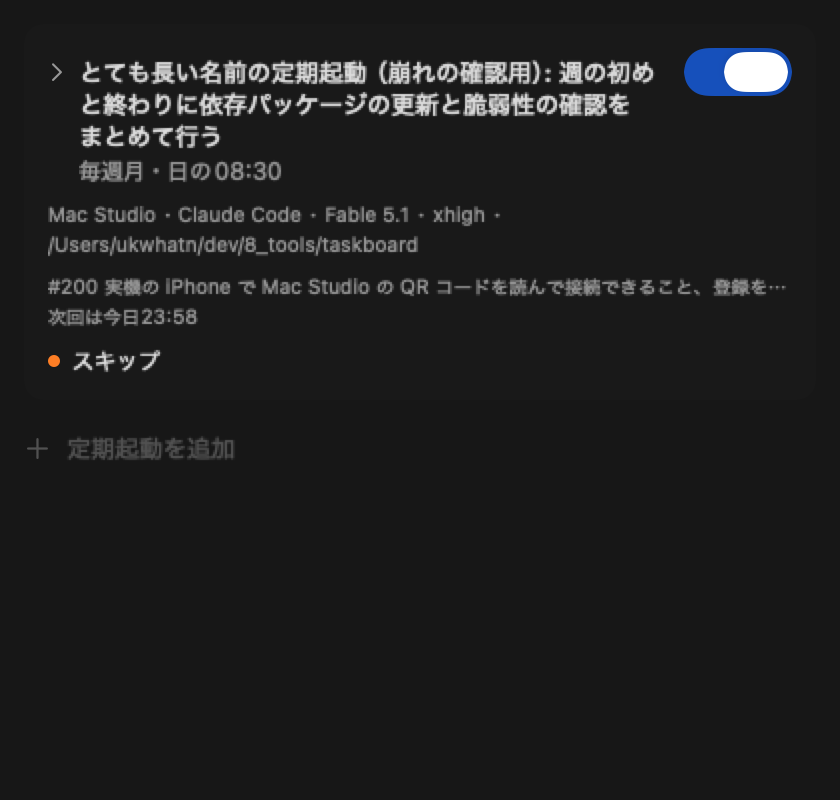 とても長い名前の定期起動（崩れの確認用）: 週の初め
と終わりに依存パッケージの更新と脆弱性の確認を
まとめて行う
毎週月・日の08:30
Mac Studio · Claude Code · Fable 5.1 · xhigh ·
/Users/ukwhatn/dev/8_tools/taskboard
#200 実機の iPhone で Mac Studio の QR コードを読んで接続できること、登録を…
次回は今日23:58
スキップ
定期起動を追加